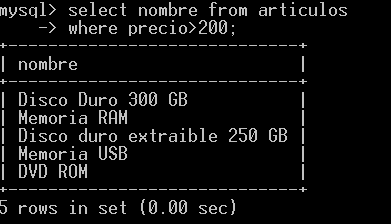 mysql> select nombre from articulos
-> where precio>200;
+------------------------------+
| nombre |
+------------------------------+
| Disco Duro 300 GB |
| Memoria RAM |
| Disco duro extraible 250 GB |
| Memoria USB |
| DVD ROM |
+------------------------------+
5 rows in set (0.00 sec)